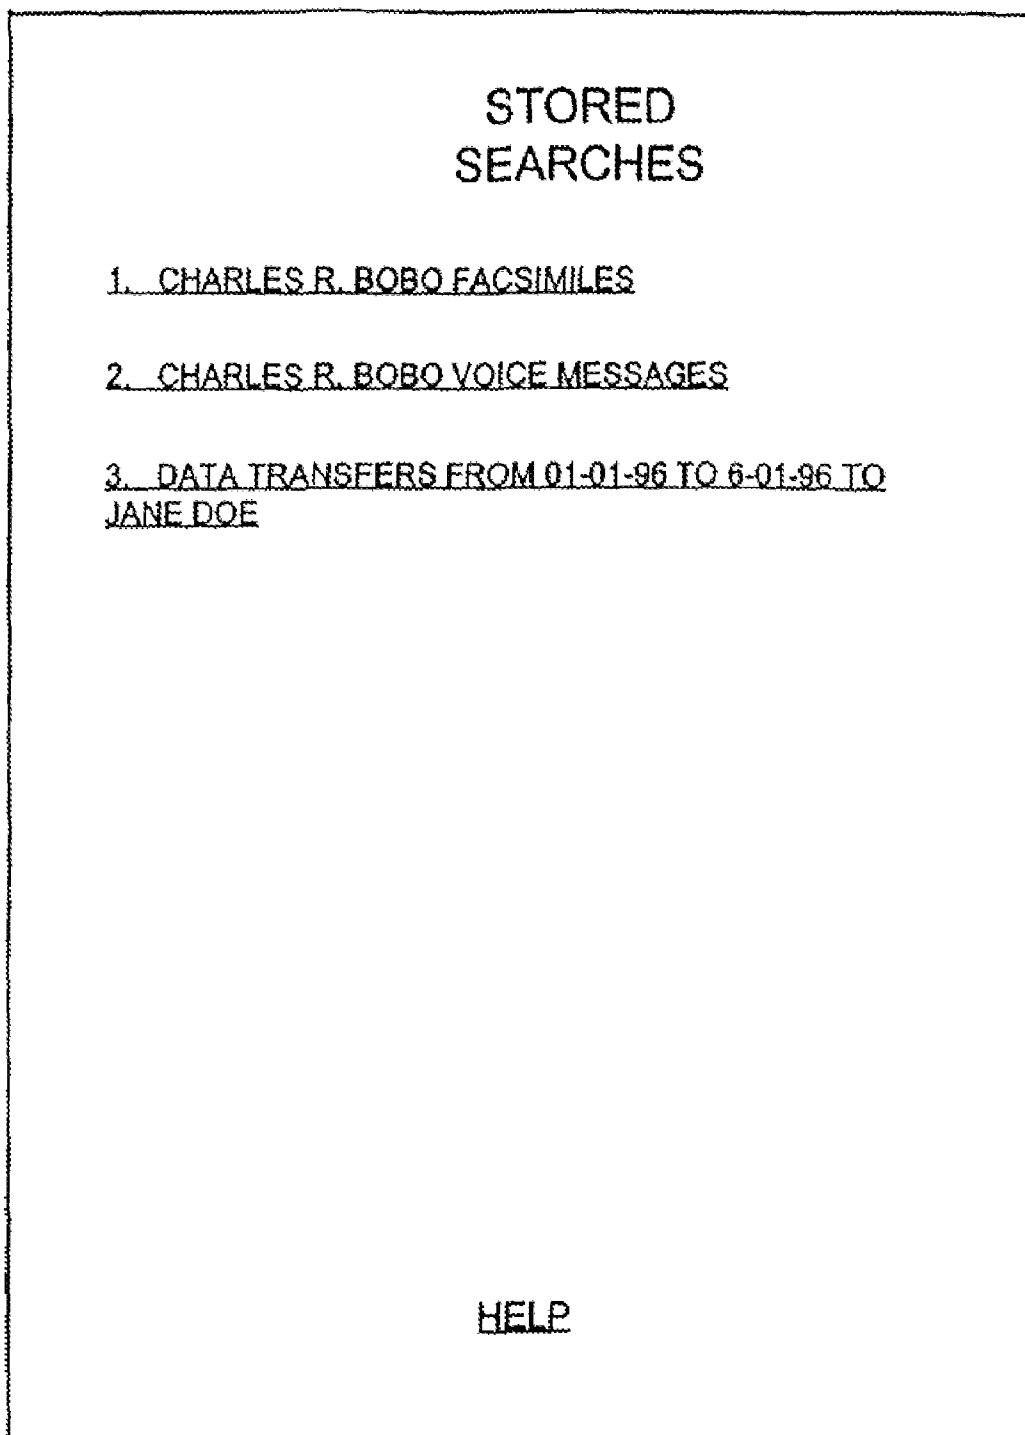 STORED
SEARCHES
1. CHARLES R. BOBO FACSIMILES
2. CHARLES R. BOBO VOICE MESSAGES
3. DATA TRANSFERS FROM 01-01-96 TO 6-01-96 TO
JANE DOE
HELP